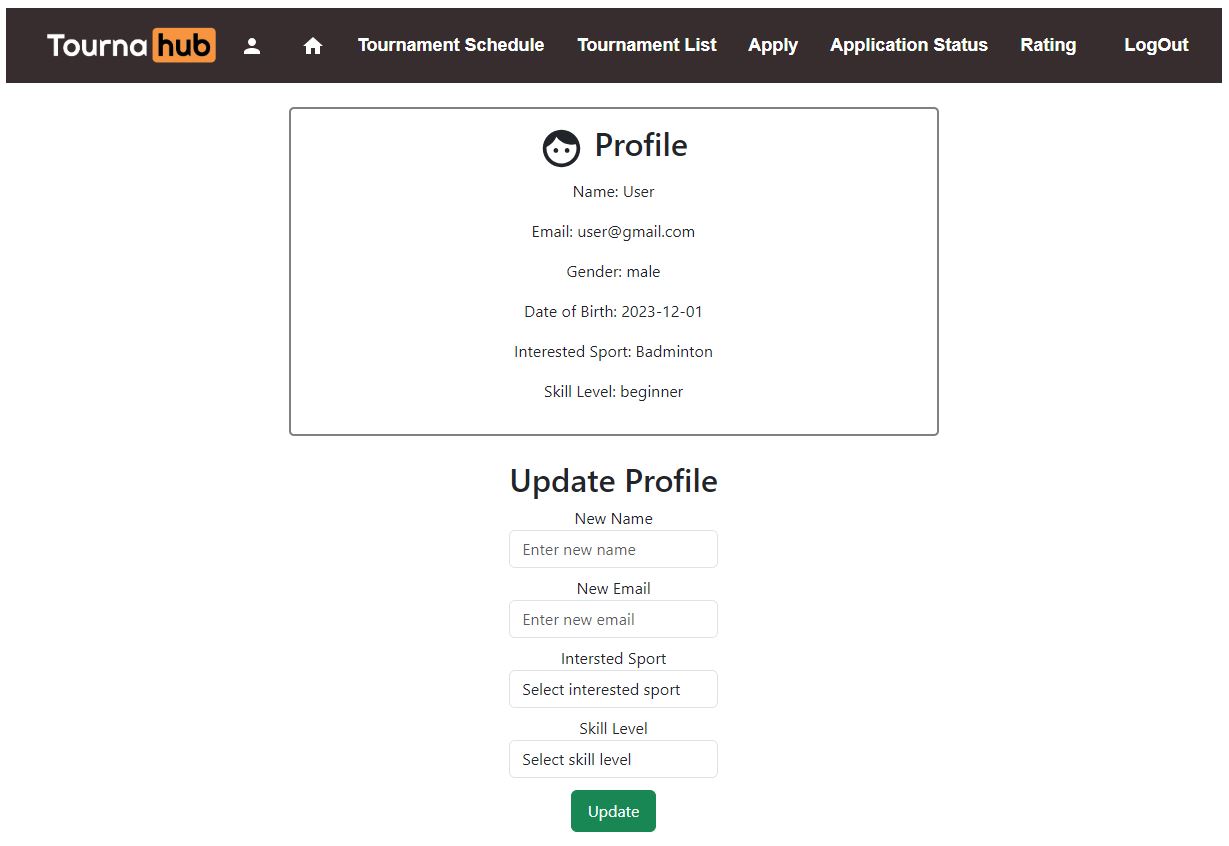 Tourna hub Tournament Schedule Tournament List Apply Application Status Rating LogOut
Profile
Name: User
Email: user@gmail.com
Gender: male
Date of Birth: 2023-12-01
Interested Sport: Badminton
Skill Level: beginner
Update Profile
New Name
Enter new name
New Email
Enter new email
Intersted Sport
Select interested sport
Skill Level
Select skill level
Update